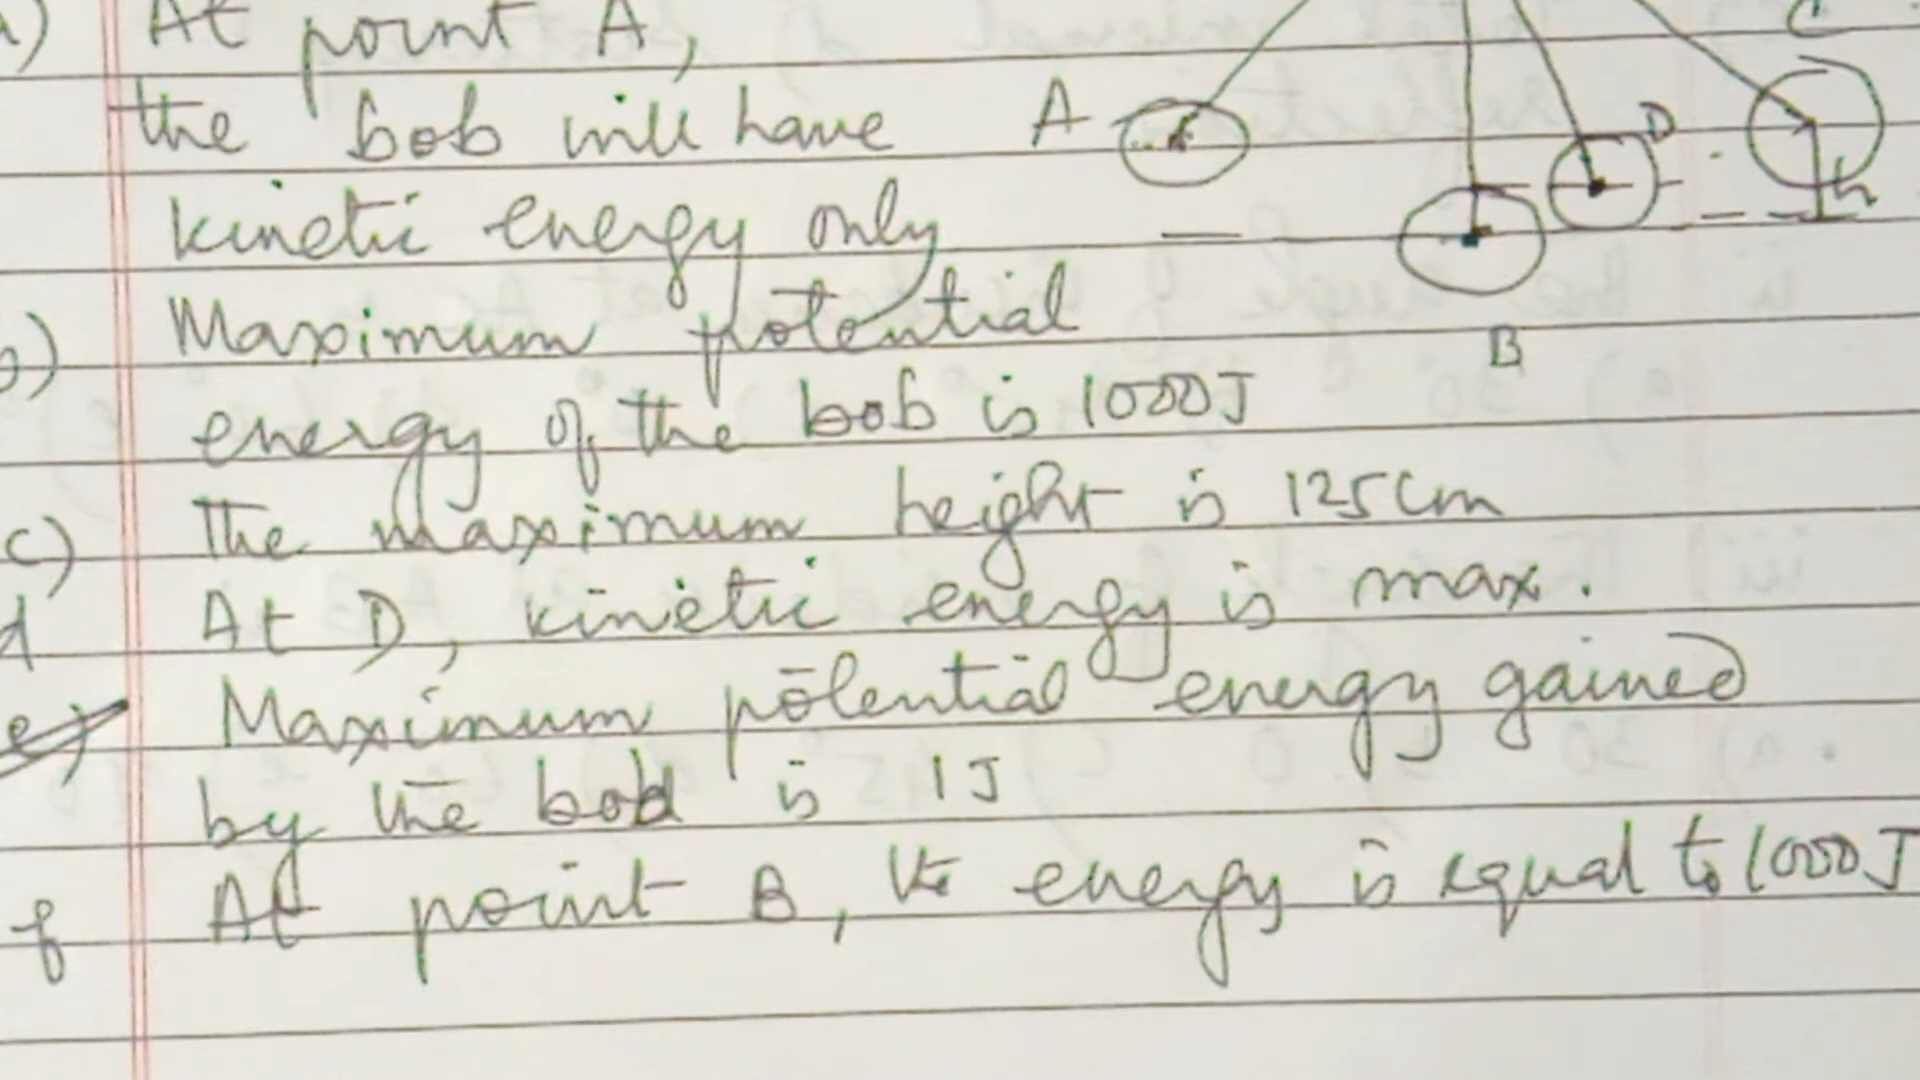 a) At point A,
the bob will have
kinetic energy only
b) Maximum potential
energy of the bob is 1000J
c) The maximum height is 125cm
d At D, kinetic energy is max.
e) Maximum potential energy gained
by the bob is 1J
f At point B, energy is equal to 1000J
A
B
C
D
h